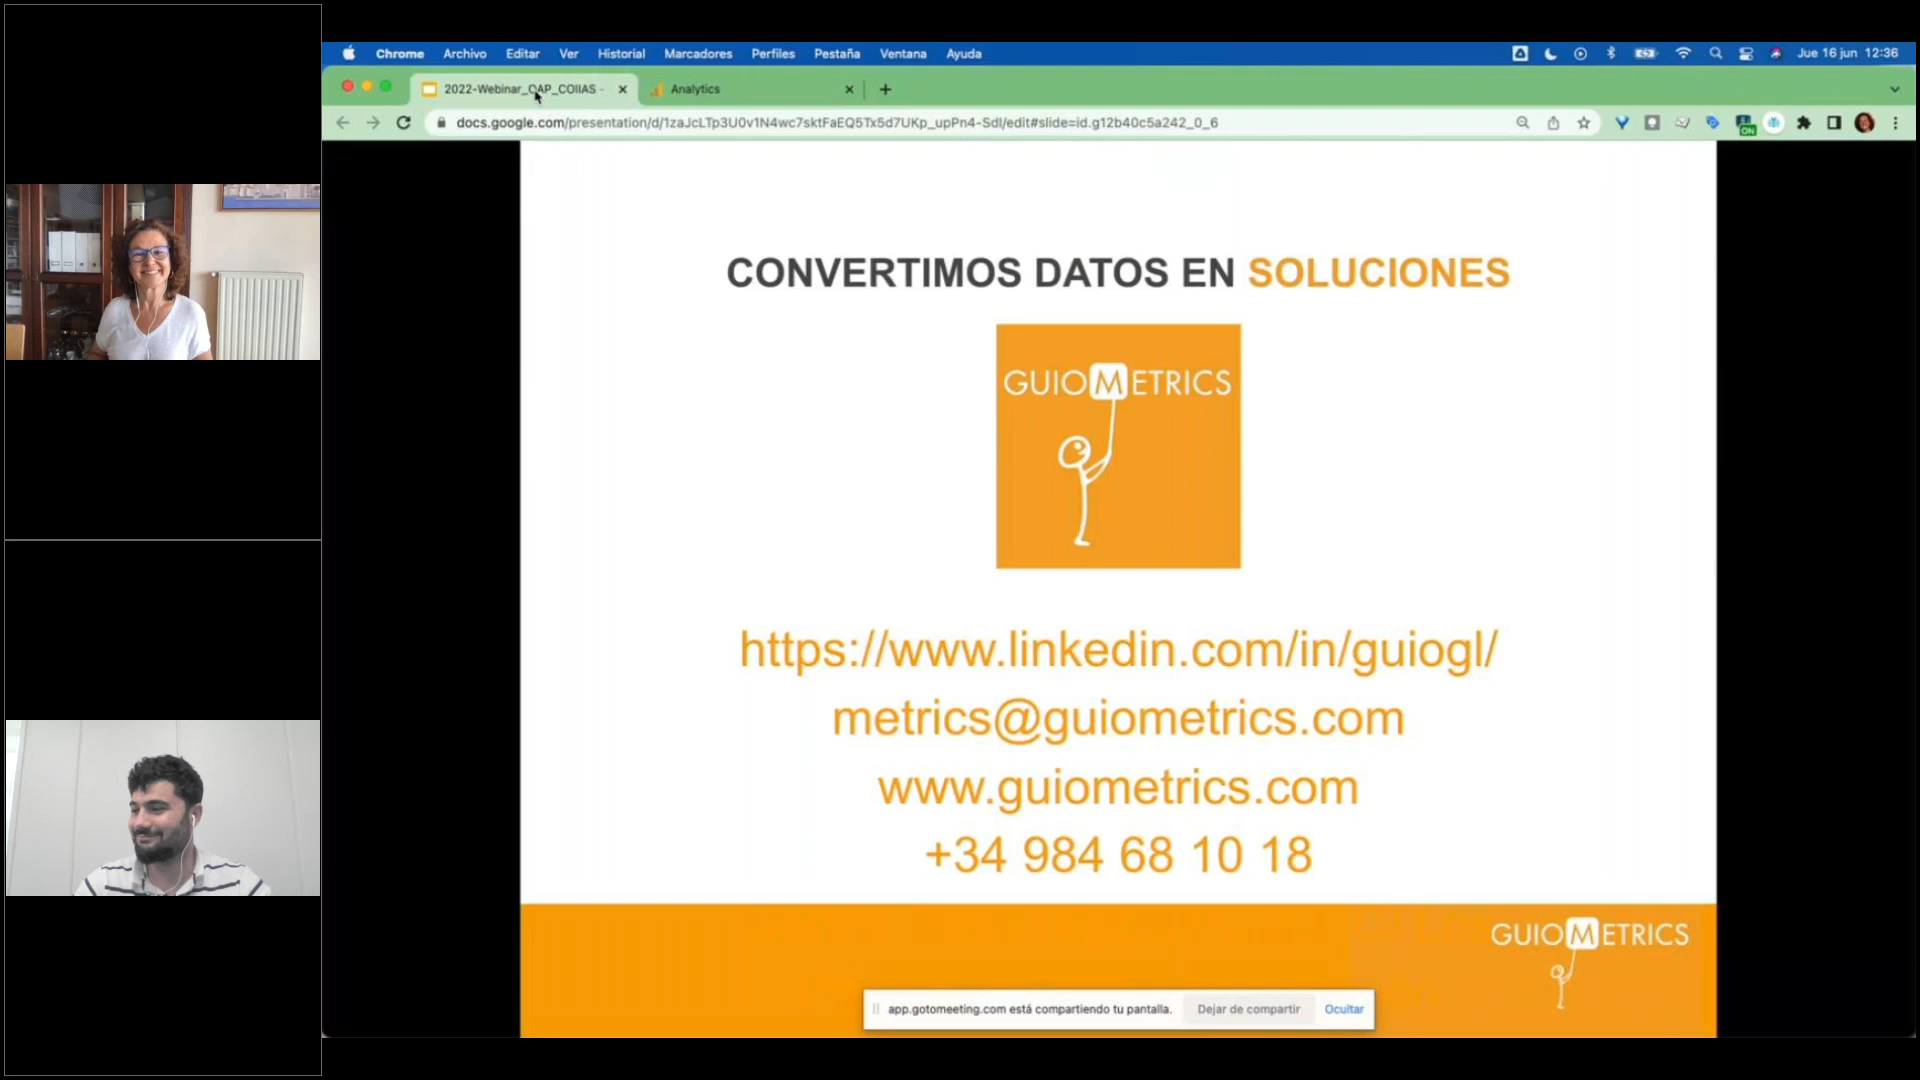 Chrome Archivo Editar Ver Historial Marcadores Perfiles Pestaña Ventana Ayuda Jue 16 jun 12:36
2022-Webinar_OAP_COIIAS - Analytics
docs.google.com/presentation/d/1zaJcLTp3U0v1N4wc7sktFaEQ5Tx5d7UKp_upPn4-SdI/edit#slide=id.g12b40c5a242_0_6
ON
CONVERTIMOS DATOS EN SOLUCIONES
GUIOMETRICS
https://www.linkedin.com/in/guiogl/
metrics@guiometrics.com
www.guiometrics.com
+34 984 68 10 18
GUIOMETRICS
app.gotomeeting.com está compartiendo tu pantalla. Dejar de compartir Ocultar